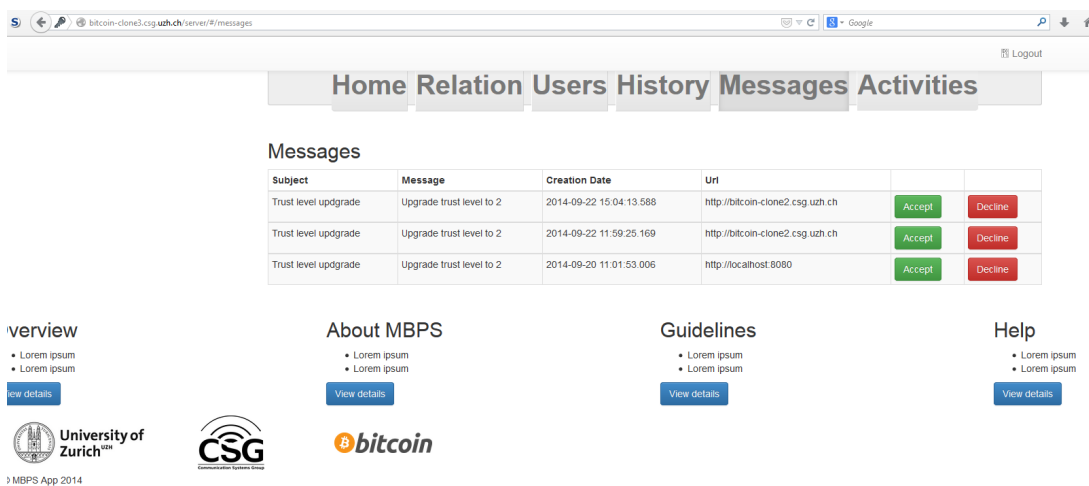 S bitcoin-clone3.csg.uzh.ch/server/#/messages Google
Logout
Home Relation Users History Messages Activities
Messages
Subject Message Creation Date Url
Trust level updgrade Upgrade trust level to 2 2014-09-22 15:04:13.588 http://bitcoin-clone2.csg.uzh.ch Accept Decline
Trust level updgrade Upgrade trust level to 2 2014-09-22 11:59:25.169 http://bitcoin-clone2.csg.uzh.ch Accept Decline
Trust level updgrade Upgrade trust level to 2 2014-09-20 11:01:53.006 http://localhost:8080 Accept Decline
verview About MBPS Guidelines Help
• Lorem ipsum • Lorem ipsum • Lorem ipsum • Lorem ipsum
• Lorem ipsum • Lorem ipsum • Lorem ipsum • Lorem ipsum
iew details View details View details View details
University of
Zurich UZH
CSG
Communication Systems Group
bitcoin
© MBPS App 2014